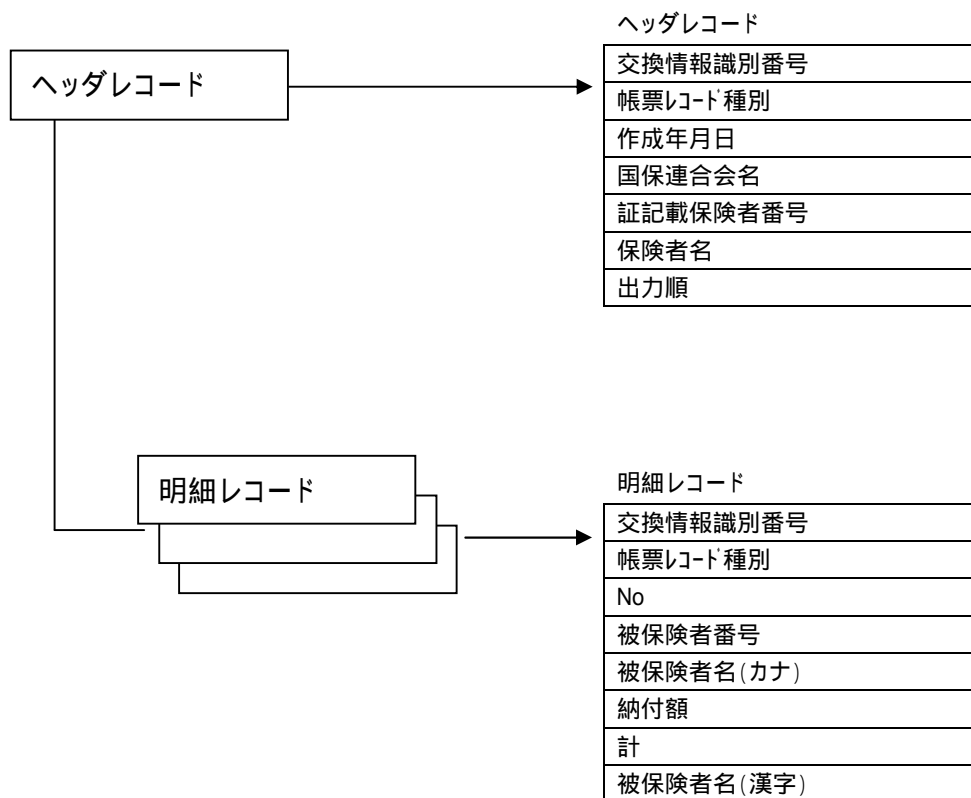 ヘッダレコード
ヘッダレコード
交換情報識別番号
帳票ﾚｺｰﾄﾞ種別
作成年月日
国保連合会名
証記載保険者番号
保険者名
出力順
明細レコード
明細レコード
交換情報識別番号
帳票ﾚｺｰﾄﾞ種別
No
被保険者番号
被保険者名(カナ)
納付額
計
被保険者名(漢字)